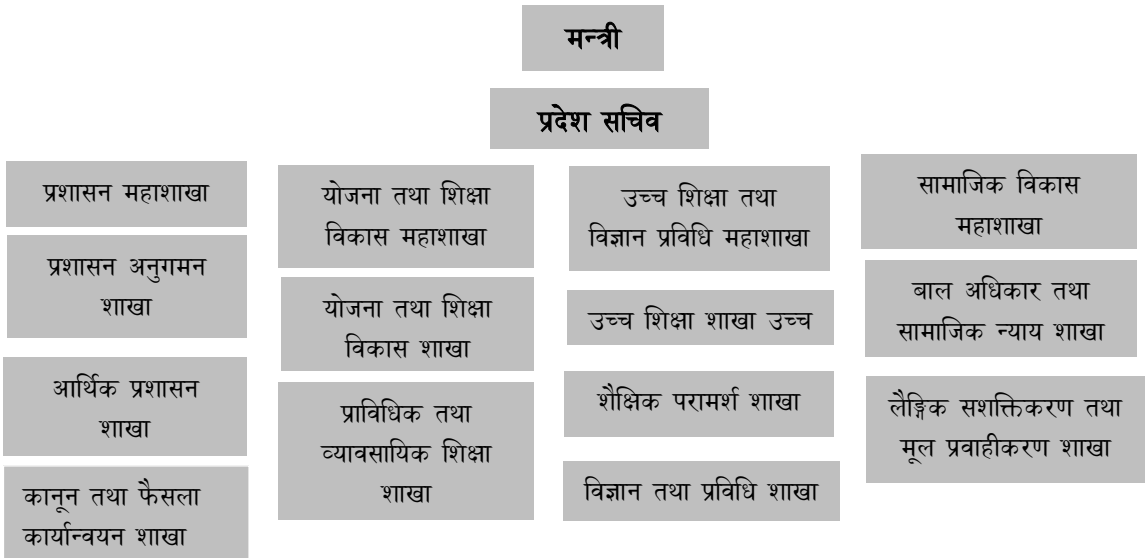 मन्त्री
प्रदेश सचिव
प्रशासन महाशाखा
प्रशासन अनुगमन
शाखा
आर्थिक प्रशासन
शाखा
कानून तथा फैसला
कार्यान्वयन शाखा
योजना तथा शिक्षा
विकास महाशाखा
योजना तथा शिक्षा
विकास शाखा
प्राविधिक तथा
व्यावसायिक शिक्षा
शाखा
उच्च शिक्षा तथा
विज्ञान प्रविधि महाशाखा
उच्च शिक्षा शाखा उच्च
शैक्षिक परामर्श शाखा
विज्ञान तथा प्रविधि शाखा
सामाजिक विकास
महाशाखा
बाल अधिकार तथा
सामाजिक न्याय शाखा
लैङ्गिक सशक्तिकरण तथा
मूल प्रवाहीकरण शाखा